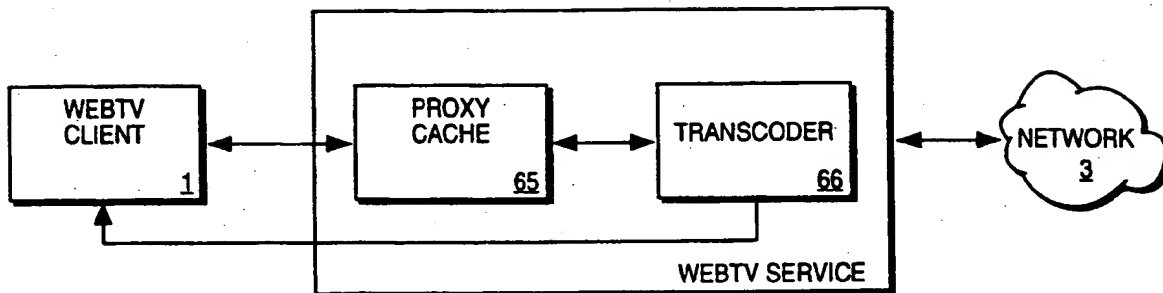 WEBTV
CLIENT
1
PROXY
CACHE
65
TRANSCODER
66
NETWORK
3
WEBTV SERVICE